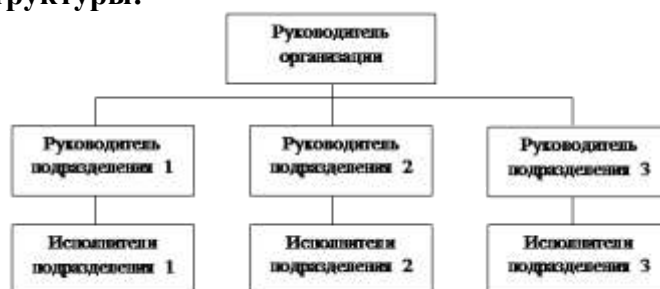 труктуры.
Руководитель
организации
Руководитель
подразделения 1
Руководитель
подразделения 2
Руководитель
подразделения 3
Исполнители
подразделения 1
Исполнители
подразделения 2
Исполнители
подразделения 3